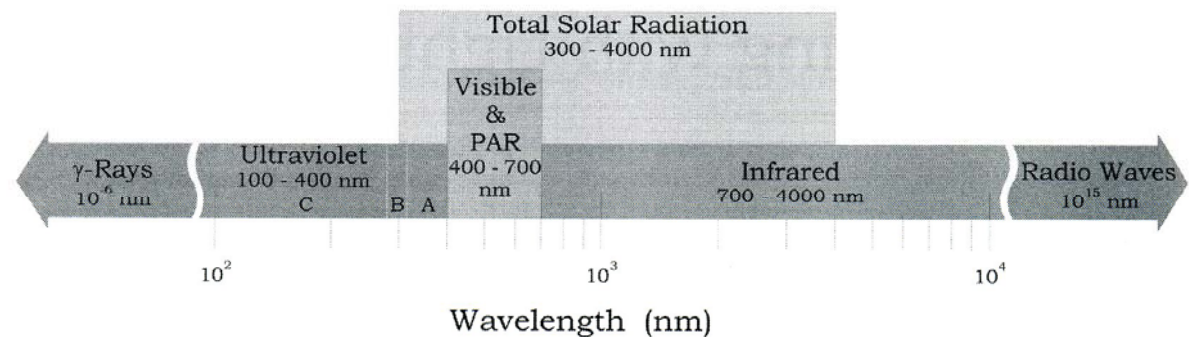 Total Solar Radiation
300 - 4000 nm
Visible
&
PAR
400 - 700
nm
γ-Rays
10⁻⁶ nm
Ultraviolet
100 - 400 nm
C
B
A
Infrared
700 - 4000 nm
Radio Waves
10¹⁵ nm
10²
10³
10⁴
Wavelength (nm)